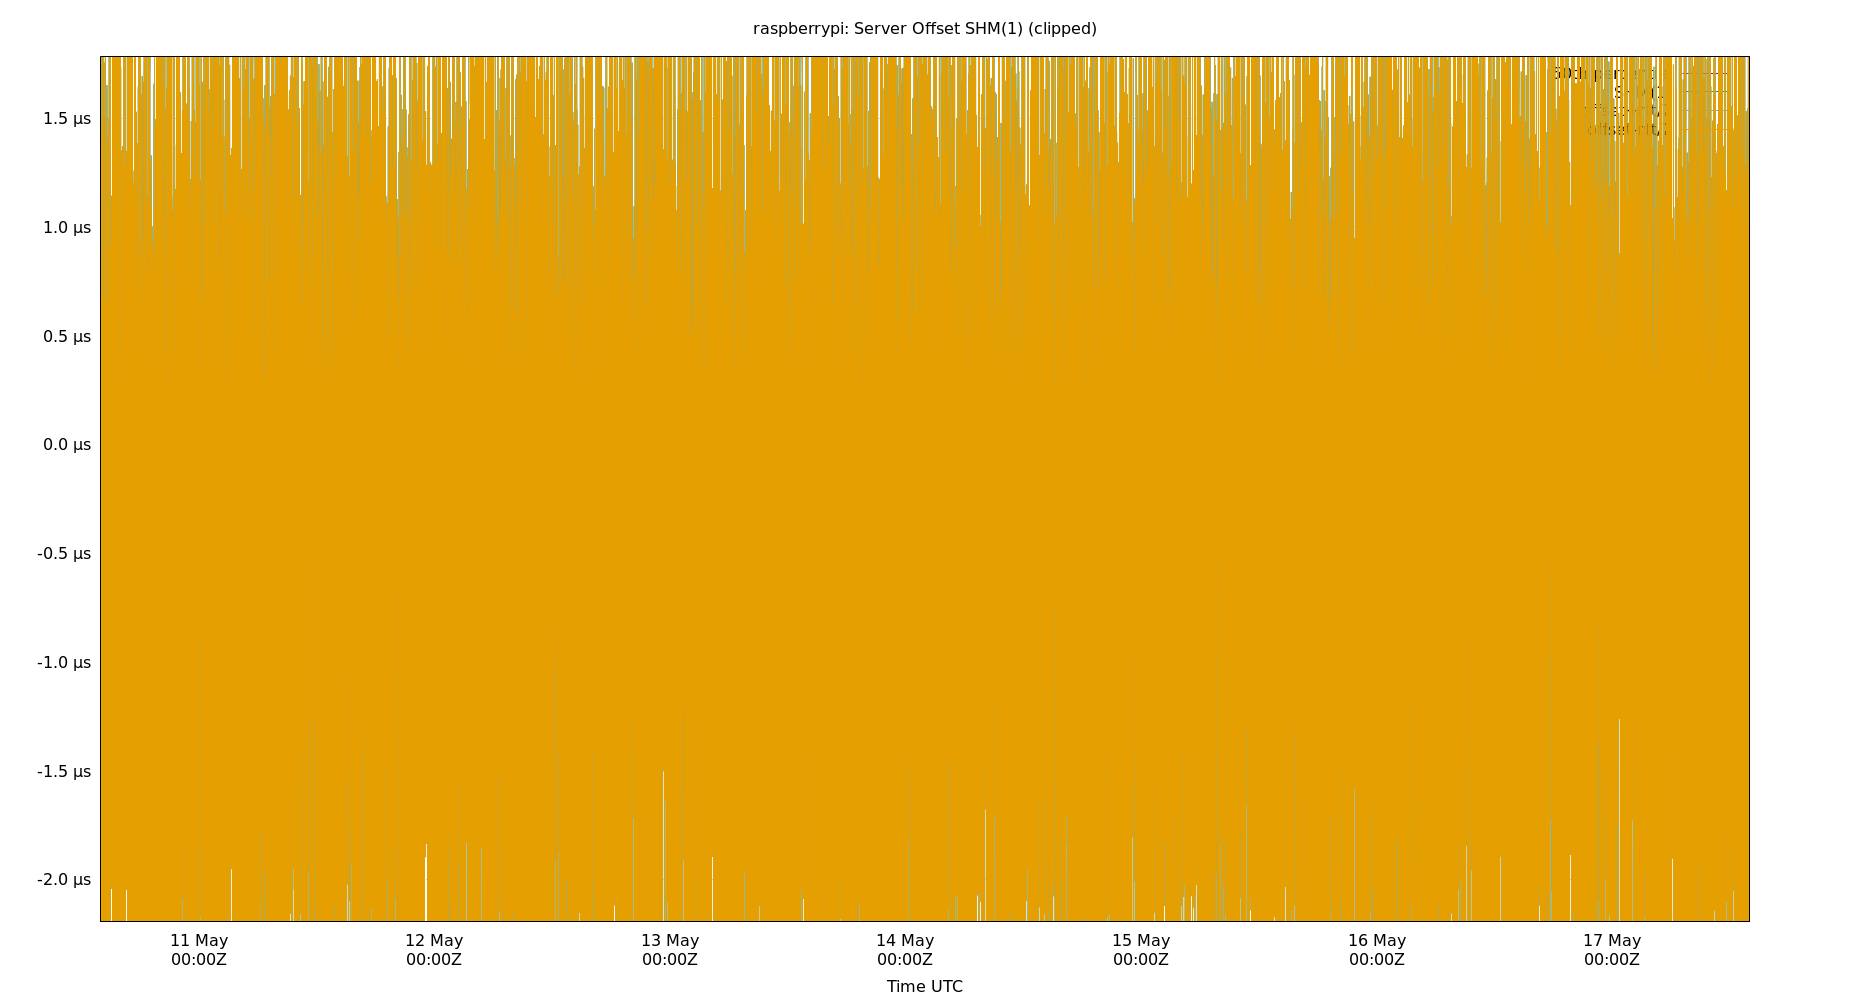 raspberrypi: Server Offset SHM(1) (clipped)
1.5 µs
1.0 µs
0.5 µs
0.0 µs
-0.5 µs
-1.0 µs
-1.5 µs
-2.0 µs
11 May
00:00Z
12 May
00:00Z
13 May
00:00Z
14 May
00:00Z
15 May
00:00Z
16 May
00:00Z
17 May
00:00Z
Time UTC